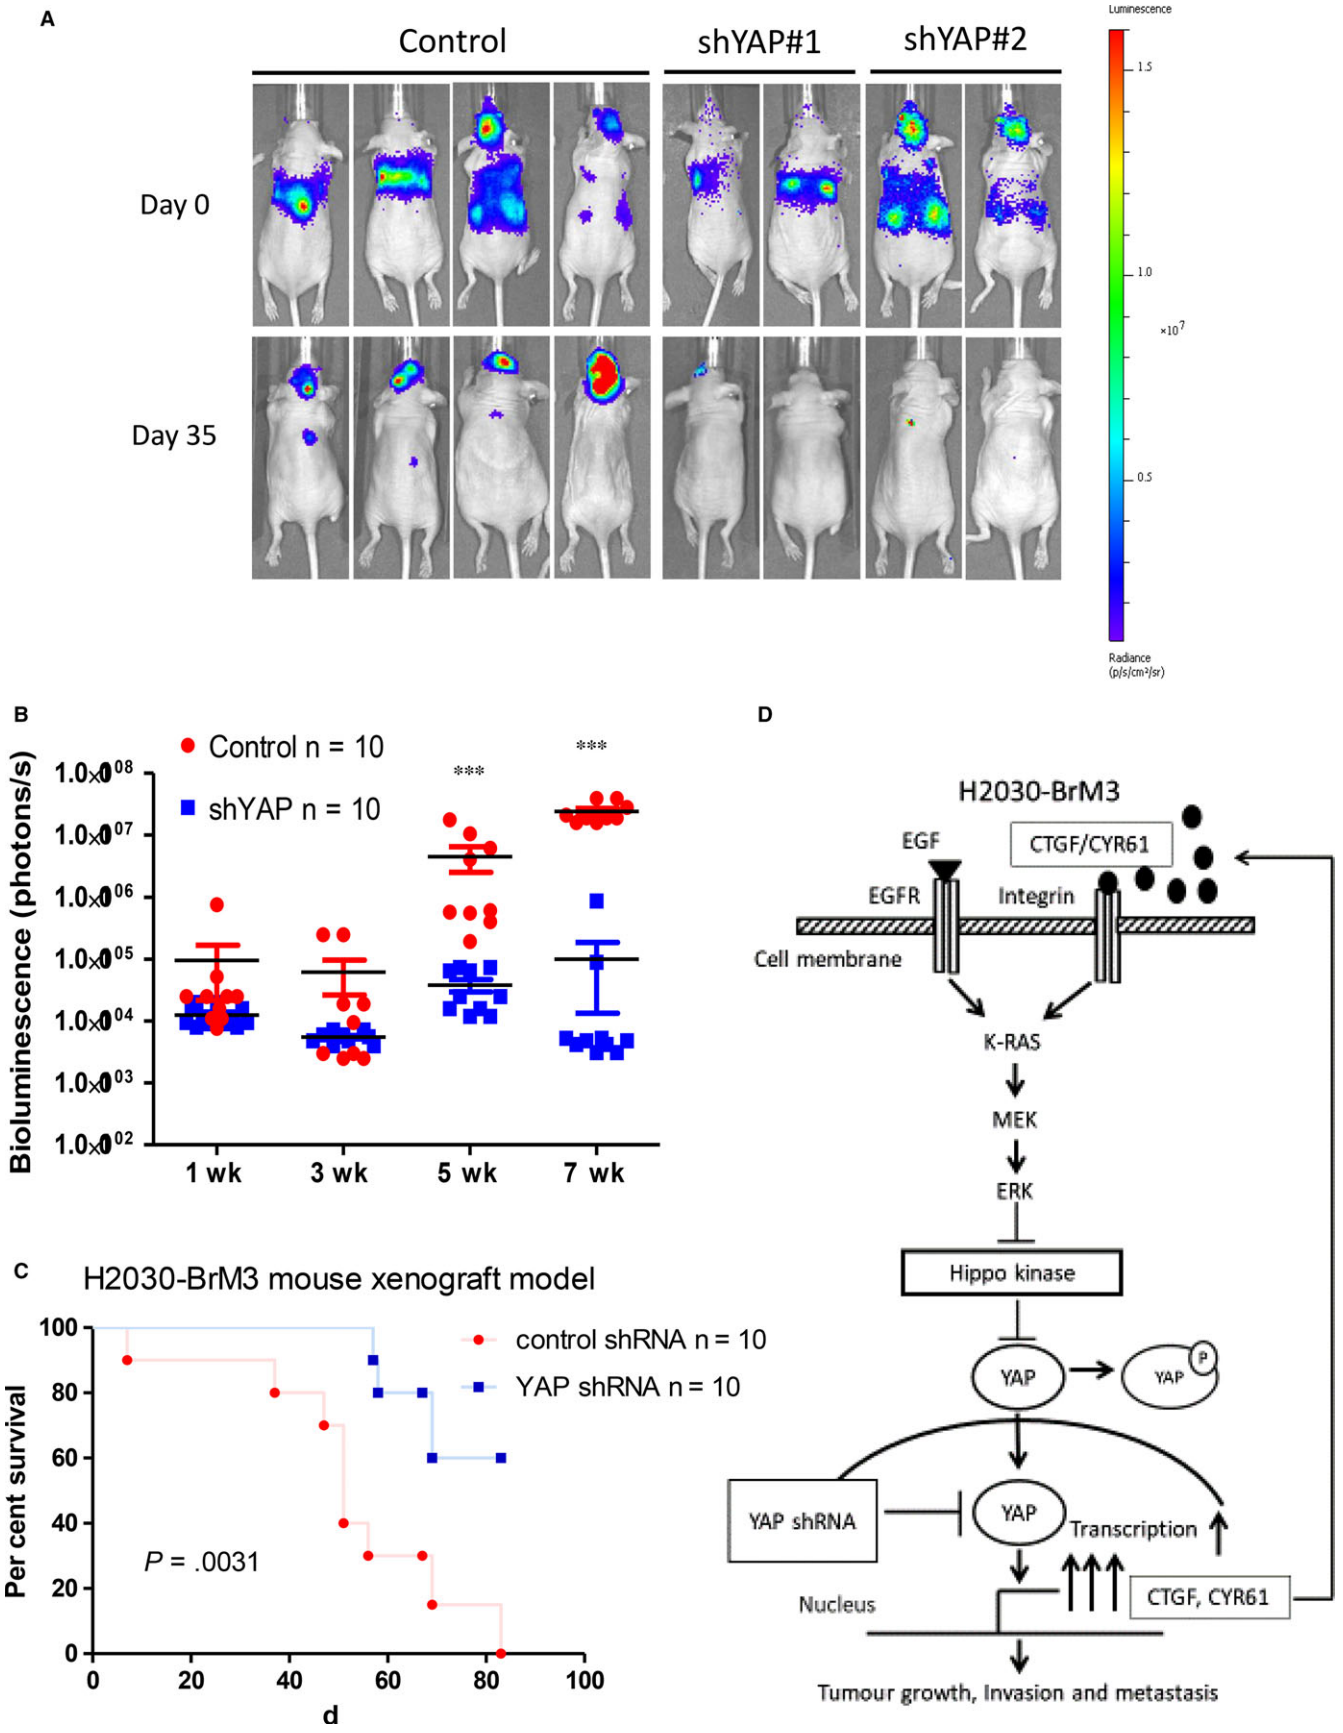 A
Control
shYAP#1
shYAP#2
Day 0
Day 35
Luminescence
1.5
1.0
×10⁷
0.5
Radiance
(p/s/cm²/sr)
B
Bioluminescence (photons/s)
Control n = 10
shYAP n = 10
***
***
1.0×10⁰⁸
1.0×10⁰⁷
1.0×10⁰⁶
1.0×10⁰⁵
1.0×10⁰⁴
1.0×10⁰³
1.0×10⁰²
1 wk
3 wk
5 wk
7 wk
C
H2030-BrM3 mouse xenograft model
control shRNA n = 10
YAP shRNA n = 10
Per cent survival
100
80
60
40
20
0
P = .0031
0
20
40
60
80
100
d
D
H2030-BrM3
EGF
CTGF/CYR61
EGFR
Integrin
Cell membrane
K-RAS
MEK
ERK
Hippo kinase
YAP
YAP
P
YAP shRNA
YAP
Transcription
Nucleus
CTGF, CYR61
Tumour growth, Invasion and metastasis